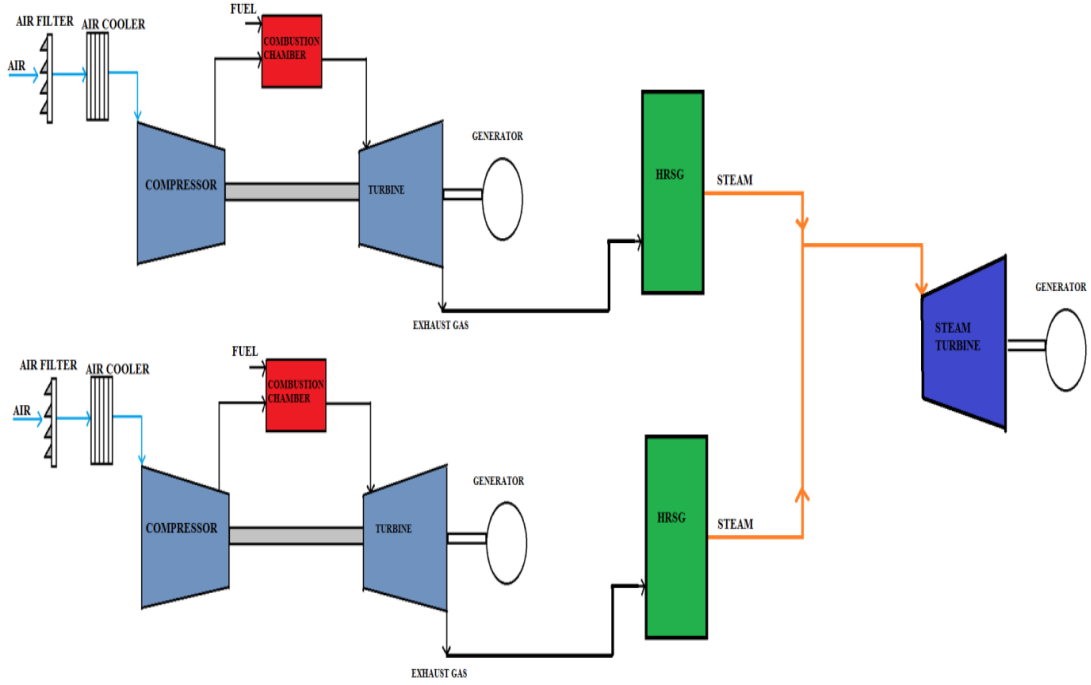 FUEL
AIR FILTER
AIR COOLER
COMBUSTION
CHAMBER
AIR
GENERATOR
COMPRESSOR
TURBINE
HRSG
STEAM
EXHAUST GAS
STEAM
TURBINE
GENERATOR
FUEL
AIR FILTER
AIR COOLER
COMBUSTION
CHAMBER
AIR
GENERATOR
COMPRESSOR
TURBINE
HRSG
STEAM
EXHAUST GAS